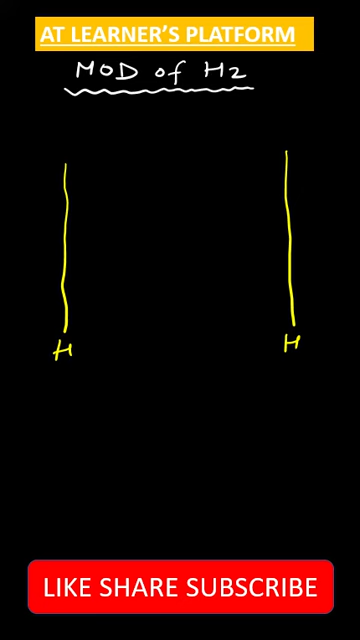 AT LEARNER'S PLATFORM
MOD of H2
H H
LIKE SHARE SUBSCRIBE